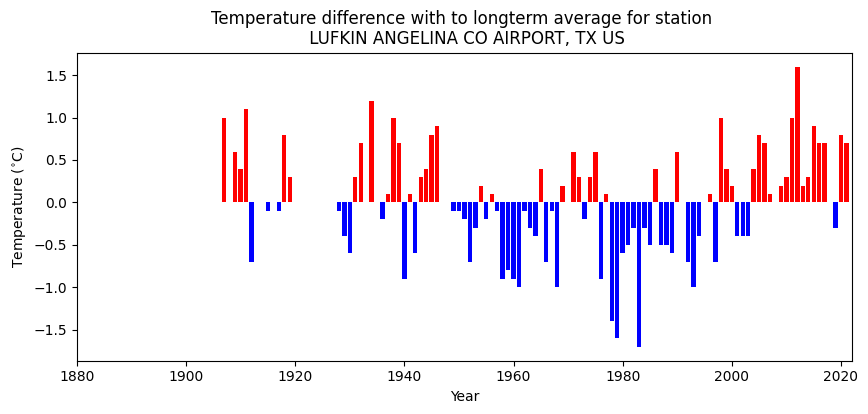 Temperature difference with to longterm average for station
LUFKIN ANGELINA CO AIRPORT, TX US
1.5
1.0
0.5
0.0
−0.5
−1.0
−1.5
Temperature (°C)
1880 1900 1920 1940 1960 1980 2000 2020
Year